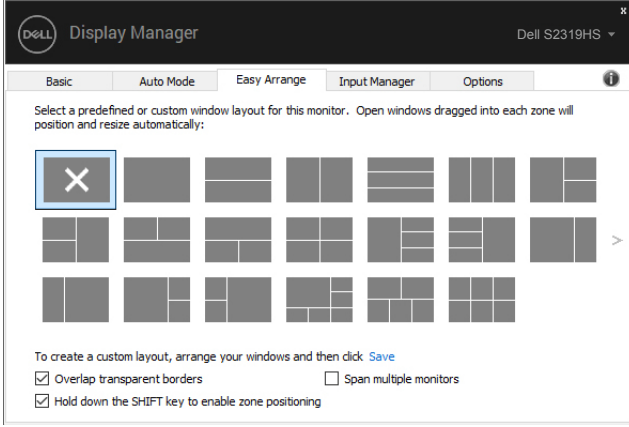 x
DELL Display Manager Dell S2319HS
Basic Auto Mode Easy Arrange Input Manager Options i
Select a predefined or custom window layout for this monitor. Open windows dragged into each zone will
position and resize automatically:
>
To create a custom layout, arrange your windows and then click Save
Overlap transparent borders Span multiple monitors
Hold down the SHIFT key to enable zone positioning